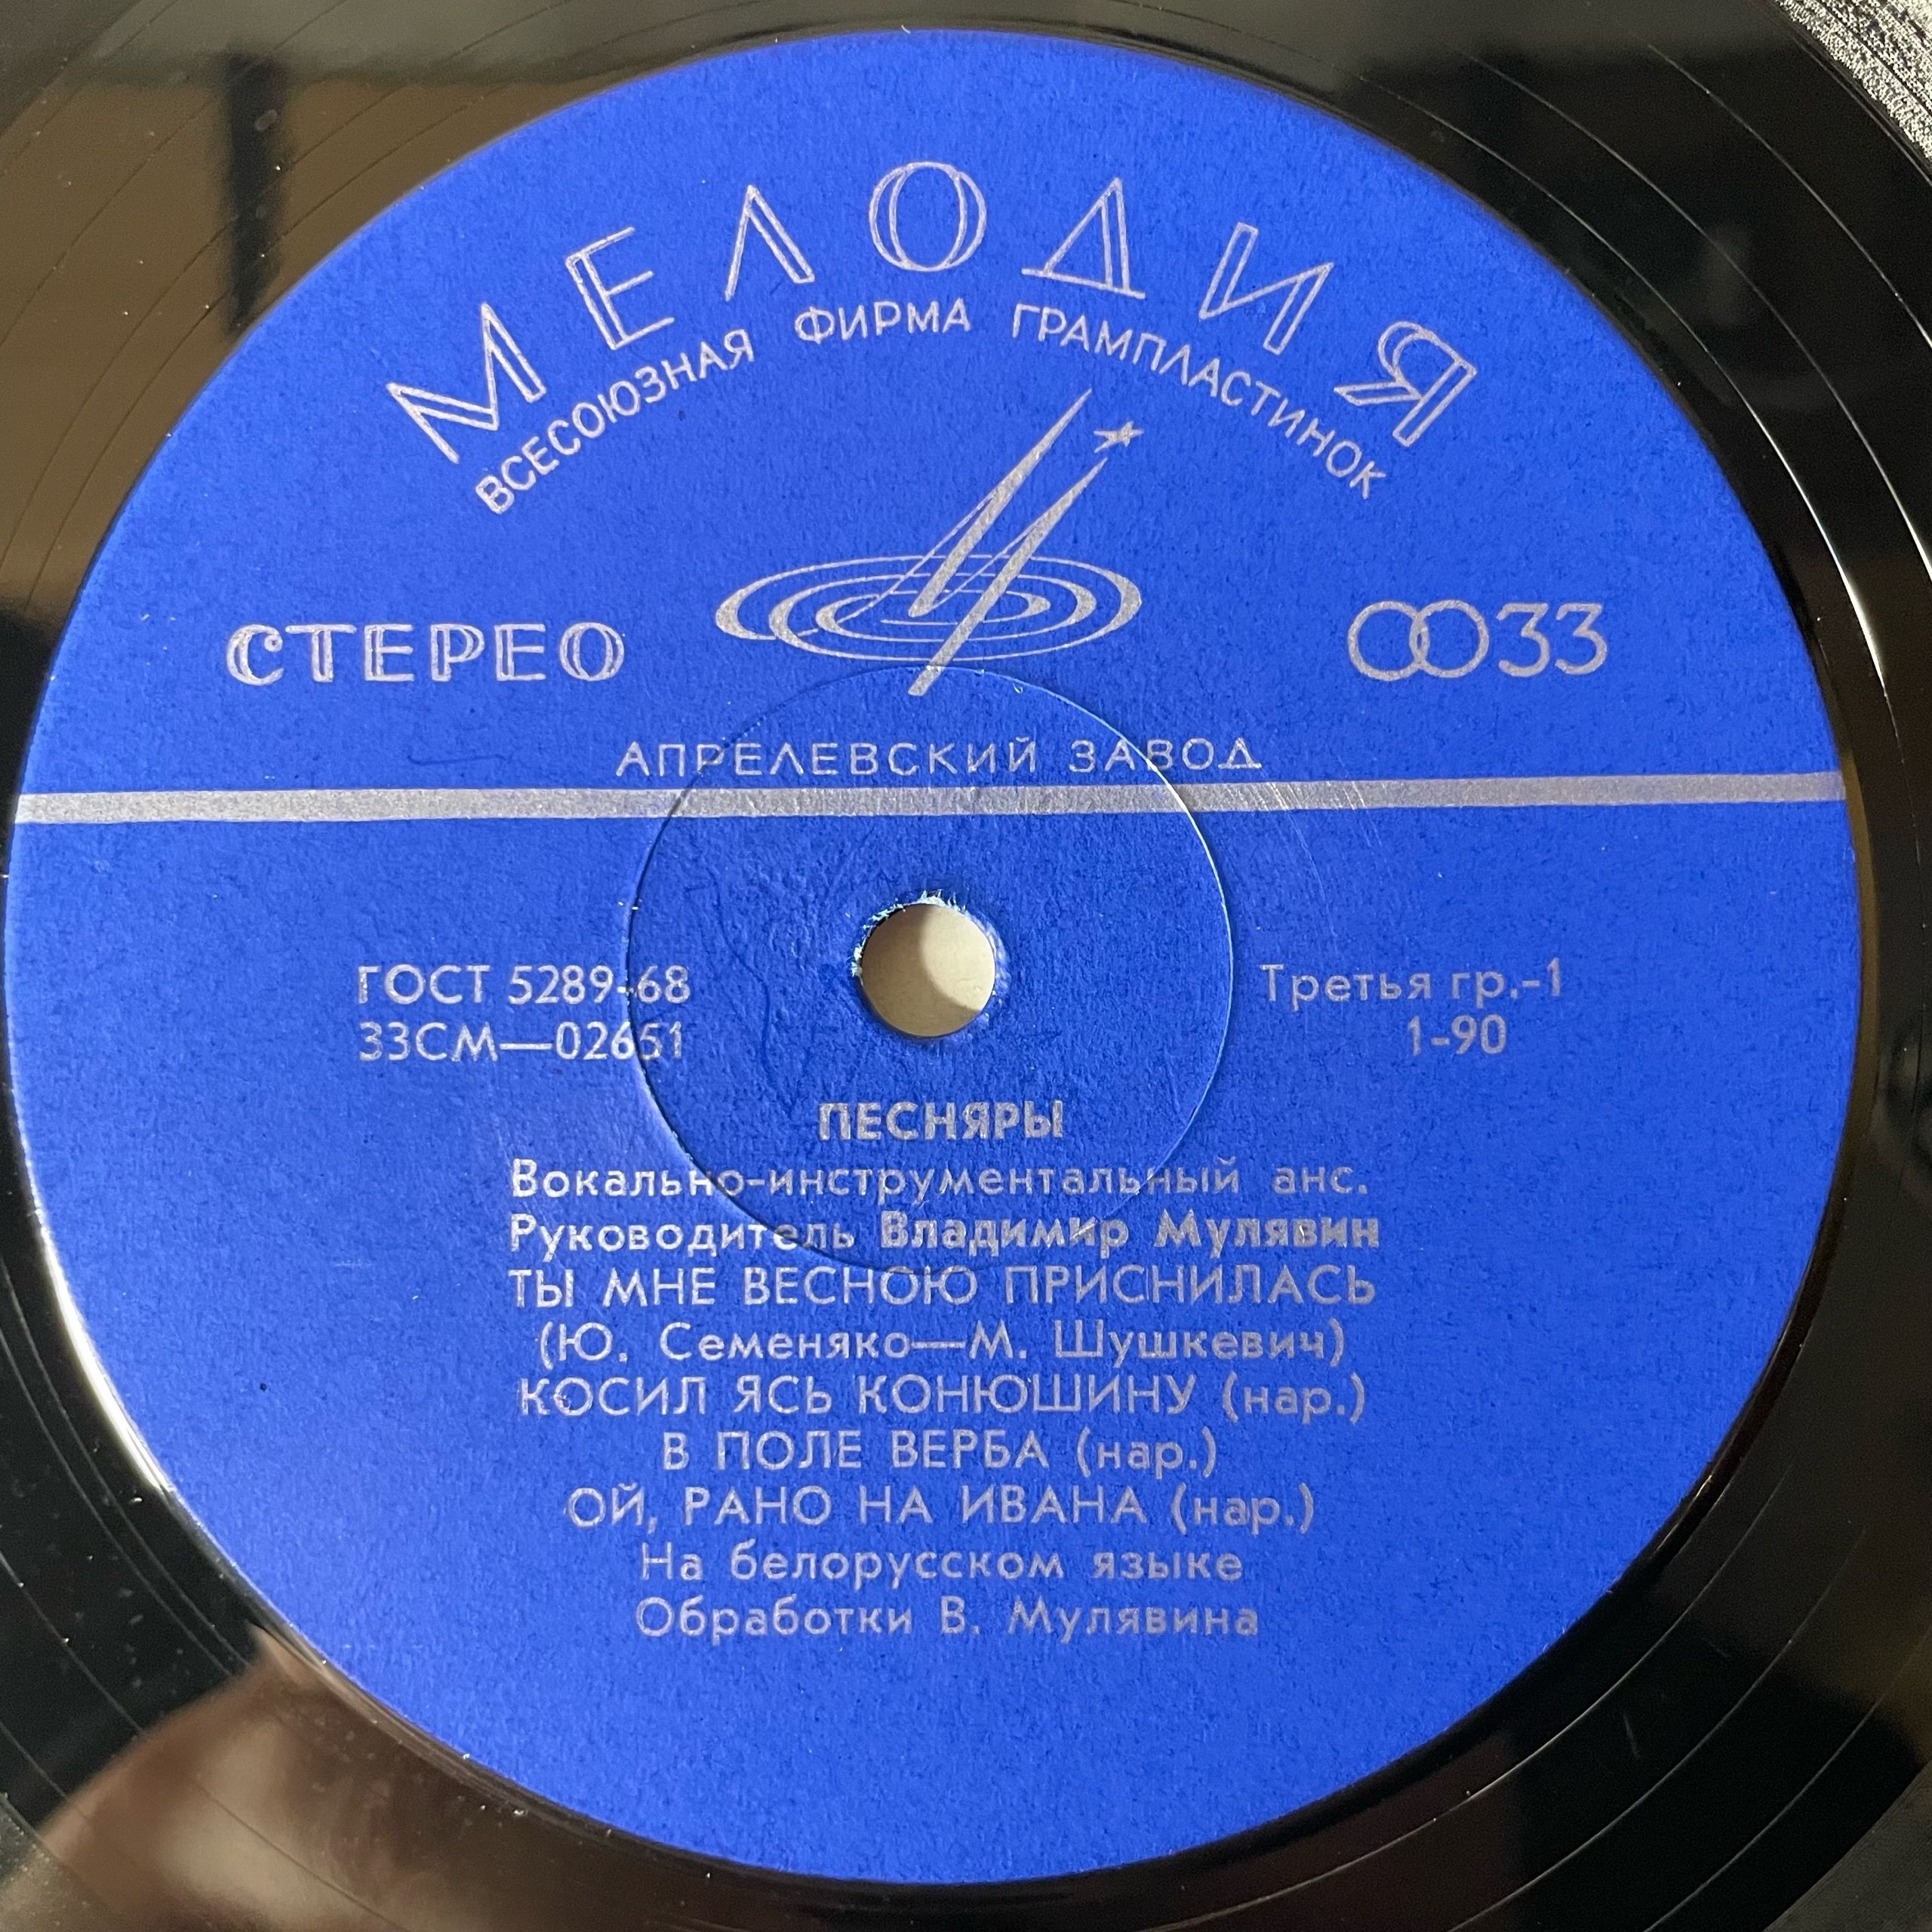 МЕЛОДИЯ
ВСЕСОЮЗНАЯ ФИРМА ГРАМПЛАСТИНОК
СТЕРЕО
33
АПРЕЛЕВСКИЙ ЗАВОД
ГОСТ 5289-68
33СМ—02651
Третья гр.-1
1-90
ПЕСНЯРЫ
Вокально-инструментальный анс.
Руководитель Владимир Мулявин
ТЫ МНЕ ВЕСНОЮ ПРИСНИЛАСЬ
(Ю. Семеняко—М. Шушкевич)
КОСИЛ ЯСЬ КОНЮШИНУ (нар.)
В ПОЛЕ ВЕРБА (нар.)
ОЙ, РАНО НА ИВАНА (нар.)
На белорусском языке
Обработки В. Мулявина